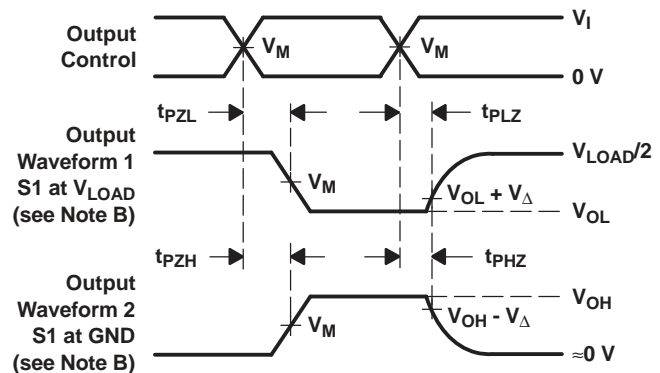 Output
Control
V_M
V_M
V_I
0 V
t_PZL
t_PLZ
Output
Waveform 1
S1 at V_LOAD
(see Note B)
V_M
V_LOAD/2
V_OL + V_Δ
V_OL
t_PZH
t_PHZ
Output
Waveform 2
S1 at GND
(see Note B)
V_M
V_OH
V_OH - V_Δ
≈0 V